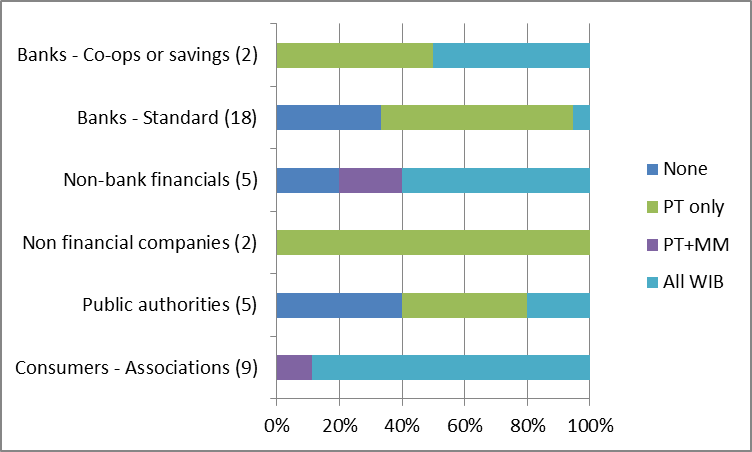 Banks - Co-ops or savings (2)
Banks - Standard (18)
Non-bank financials (5)
Non financial companies (2)
Public authorities (5)
Consumers - Associations (9)
0% 20% 40% 60% 80% 100%
None
PT only
PT+MM
All WIB